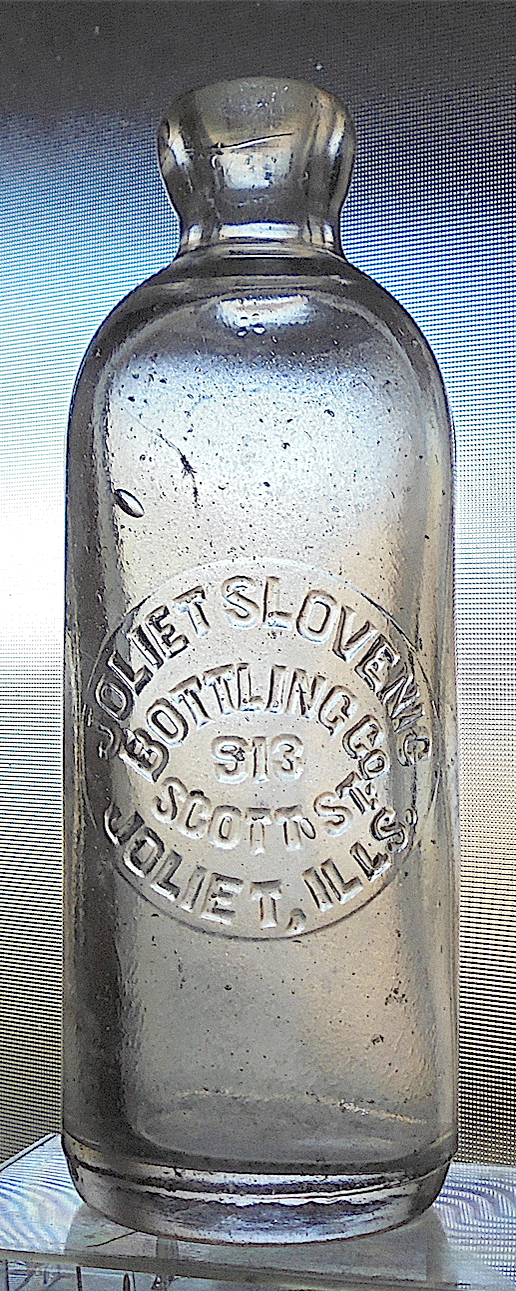 JOLIET SLOVENIC
BOTTLING CO.
913
SCOTT ST.
JOLIET, ILLS.